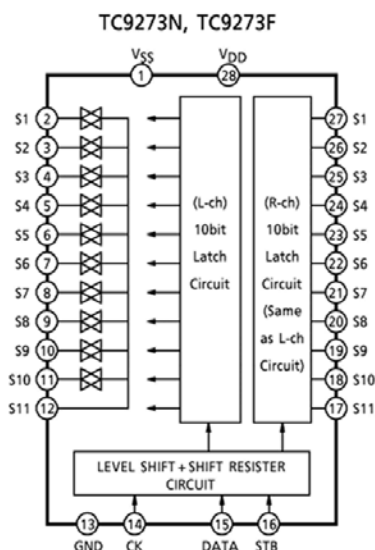 TC9273N, TC9273F
VSS VDD
1 28
S1 2 27 S1
S2 3 26 S2
S3 4 25 S3
S4 5 24 S4
S5 6 23 S5
S6 7 22 S6
S7 8 21 S7
S8 9 20 S8
S9 10 19 S9
S10 11 18 S10
S11 12 17 S11
(L-ch)
10bit
Latch
Circuit
(R-ch)
10bit
Latch
Circuit
(Same
as L-ch
Circuit)
LEVEL SHIFT + SHIFT RESISTER
CIRCUIT
13 14 15 16
GND CK DATA STB